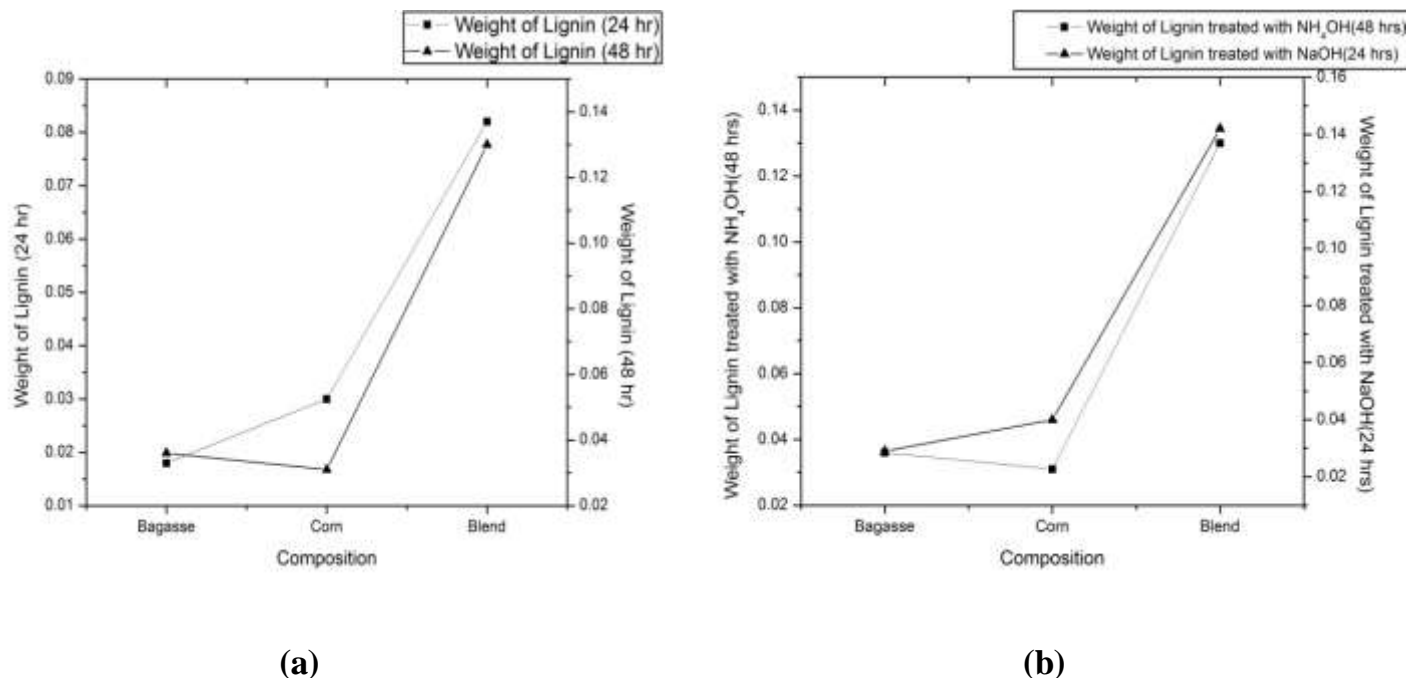 Weight of Lignin (24 hr)
Weight of Lignin (48 hr)
0.09
0.08
0.07
0.06
0.05
0.04
0.03
0.02
0.01
Weight of Lignin (24 hr)
0.14
0.12
0.10
0.08
0.06
0.04
0.02
Weight of Lignin (48 hr)
Bagasse Corn Blend
Composition
(a)
Weight of Lignin treated with NH₄OH(48 hrs)
Weight of Lignin treated with NaOH(24 hrs)
0.14
0.12
0.10
0.08
0.06
0.04
0.02
Weight of Lignin treated with NH₄OH(48 hrs)
0.16
0.14
0.12
0.10
0.08
0.06
0.04
0.02
Weight of Lignin treated with NaOH(24 hrs)
Bagasse Corn Blend
Composition
(b)